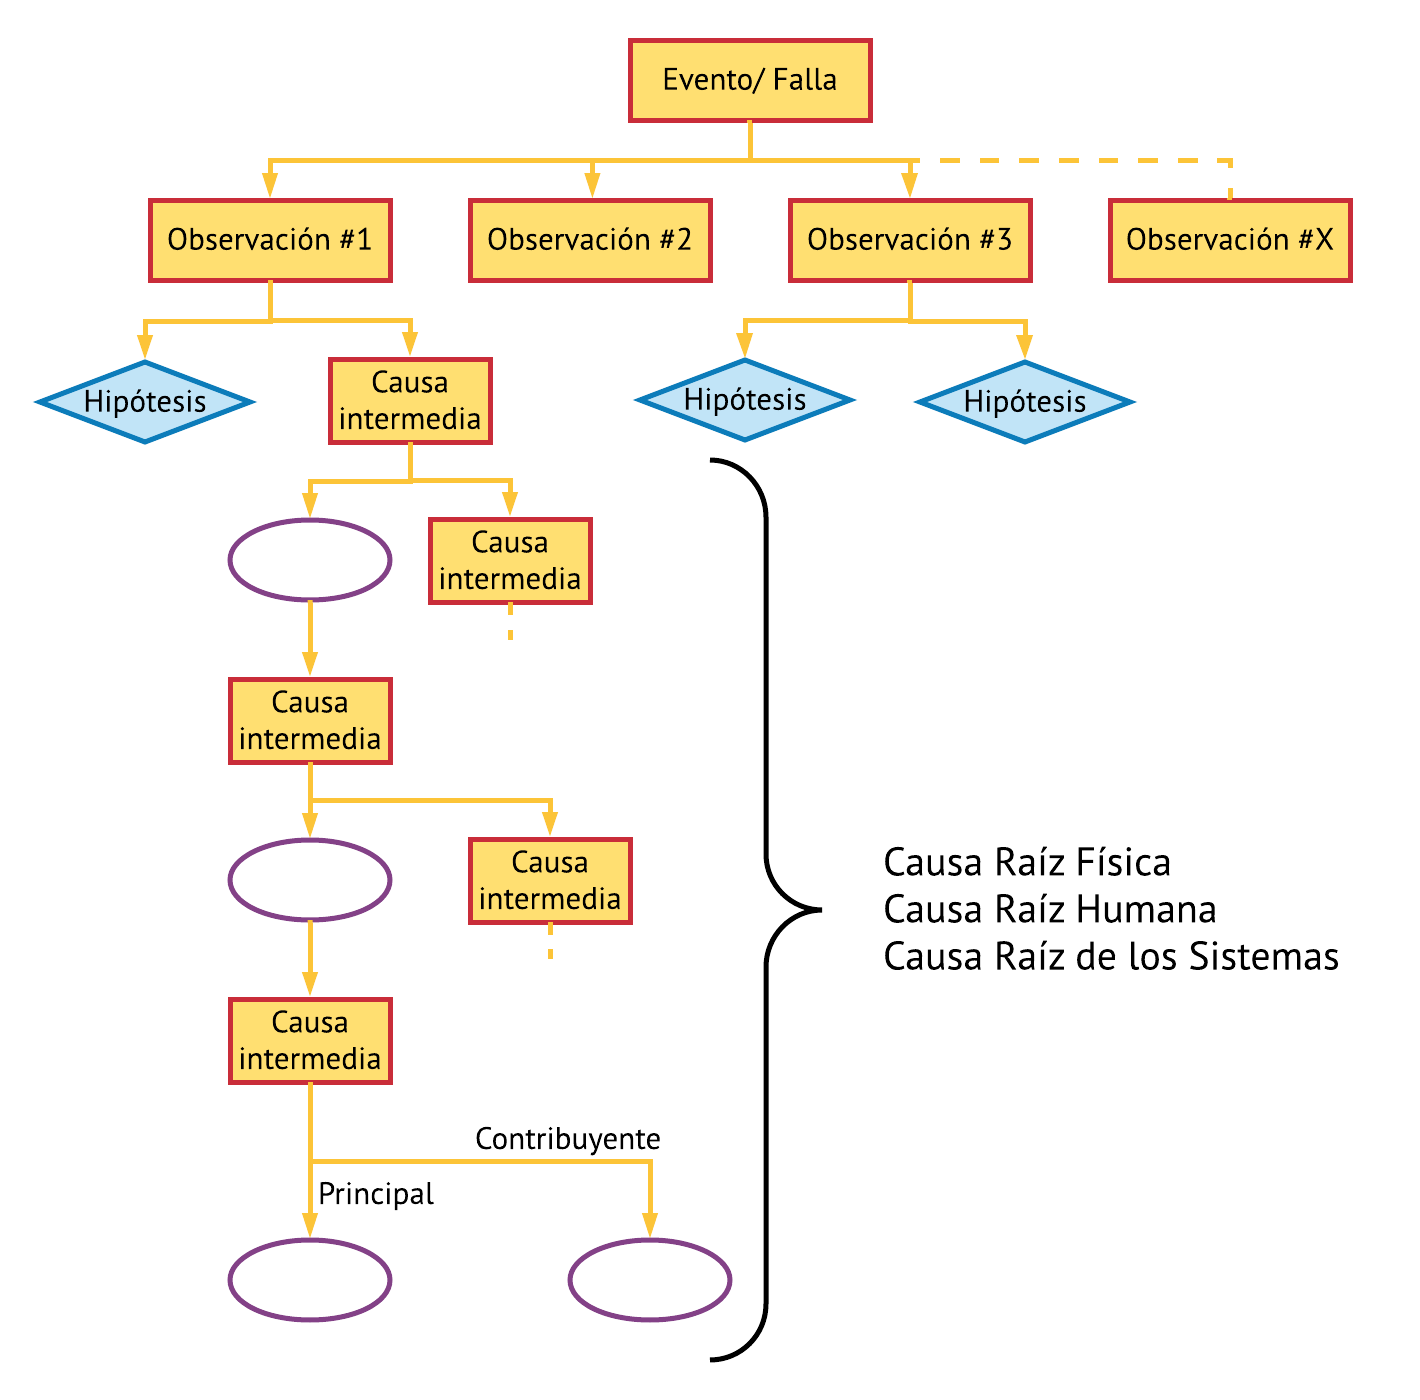 Evento/ Falla
Observación #1
Observación #2
Observación #3
Observación #X
Hipótesis
Causa
intermedia
Hipótesis
Hipótesis
Causa
intermedia
Causa
intermedia
Causa
intermedia
Causa Raíz Física
Causa Raíz Humana
Causa Raíz de los Sistemas
Causa
intermedia
Contribuyente
Principal